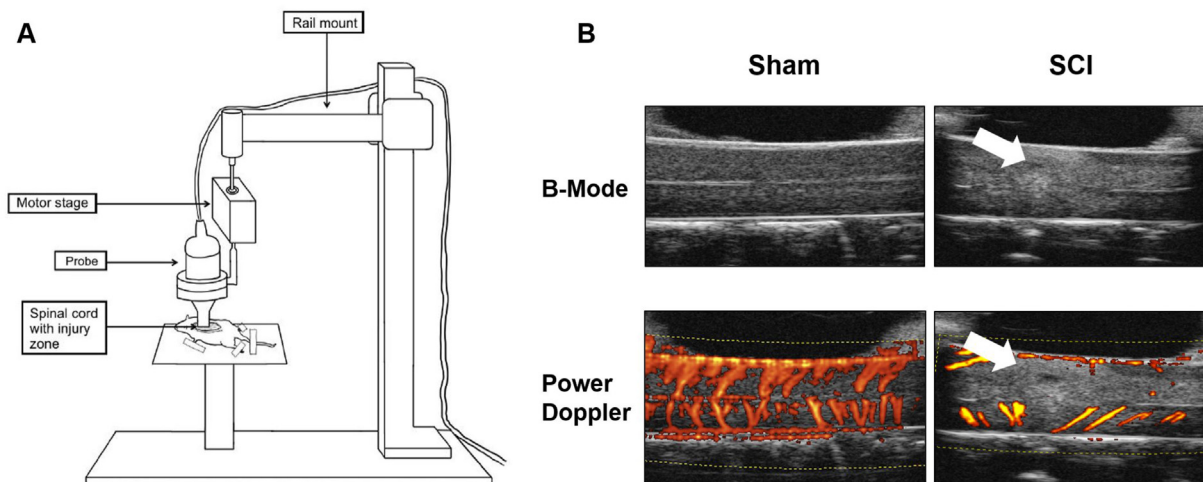 A
Rail mount
Motor stage
Probe
Spinal cord
with injury
zone
B
Sham
SCI
B-Mode
Power
Doppler